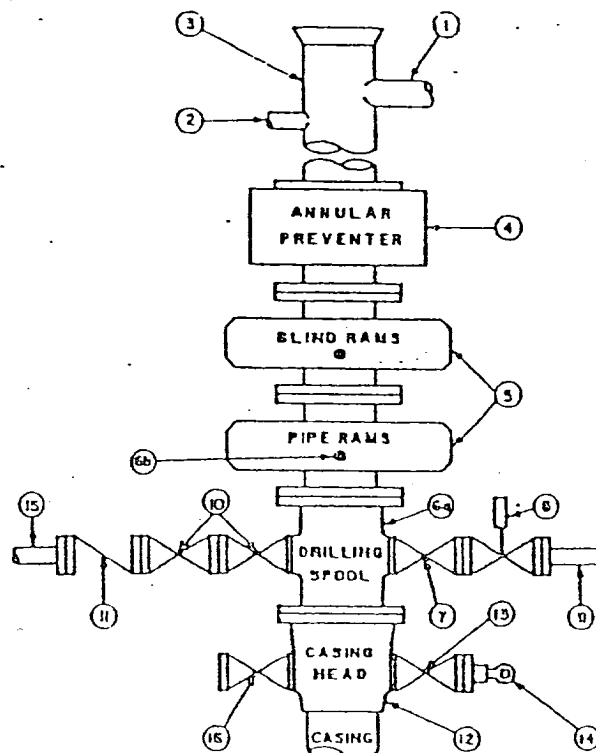 3
1
2
ANNULAR
PREVENTER
4
BLIND RAMS
5
PIPE RAMS
6b
15
10
6a
8
DRILLING
SPOOL
11
7
9
13
CASING
HEAD
16
12
14
CASING